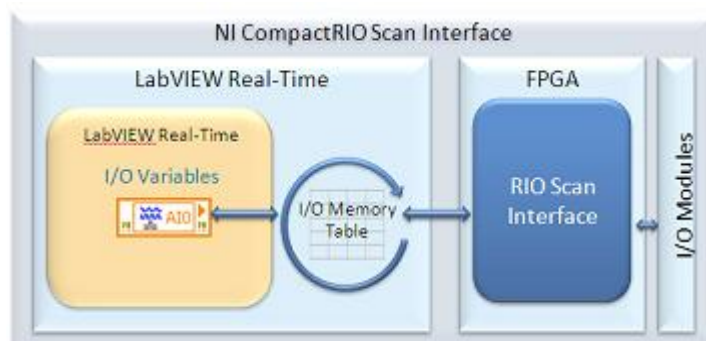 NI CompactRIO Scan Interface
LabVIEW Real-Time
LabVIEW Real-Time
I/O Variables
AI0
I/O Memory
Table
FPGA
RIO Scan
Interface
I/O Modules